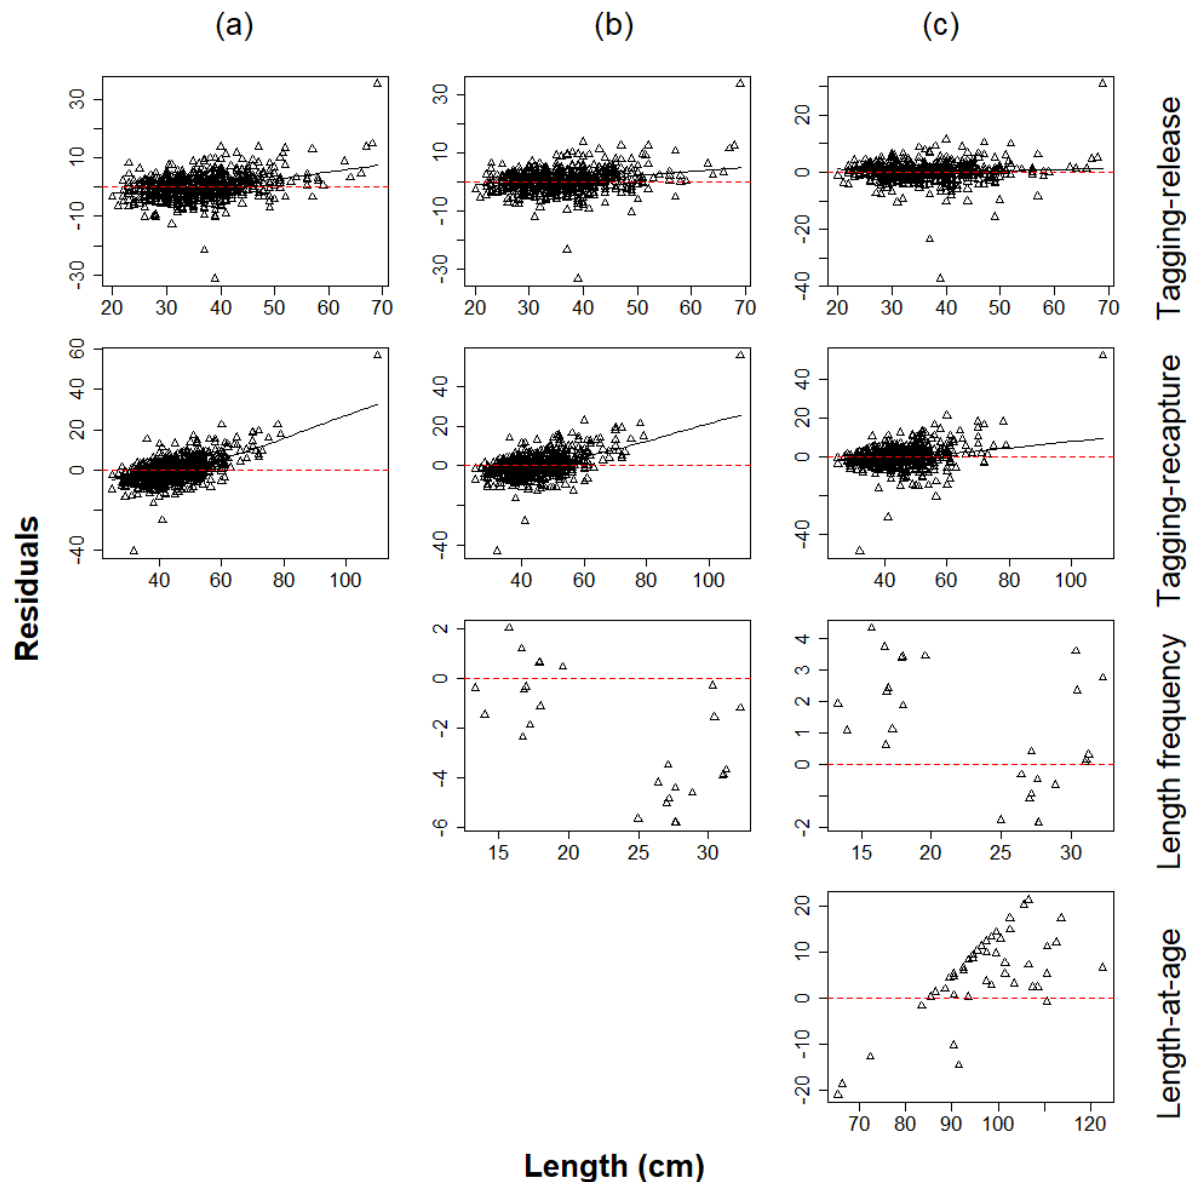 (a) (b) (c)
30
10
-10
-30
20 30 40 50 60 70
30
10
-10
-30
20 30 40 50 60 70
20
0
-20
-40
20 30 40 50 60 70
Tagging-release
60
40
20
0
-40
40 60 80 100
40
20
0
-40
40 60 80 100
40
20
0
-40
40 60 80 100
Tagging-recapture
2
0
-2
-4
-6
15 20 25 30
4
3
2
1
0
-2
15 20 25 30
Length frequency
20
10
0
-10
-20
70 80 90 100 120
Length-at-age
Residuals
Length (cm)